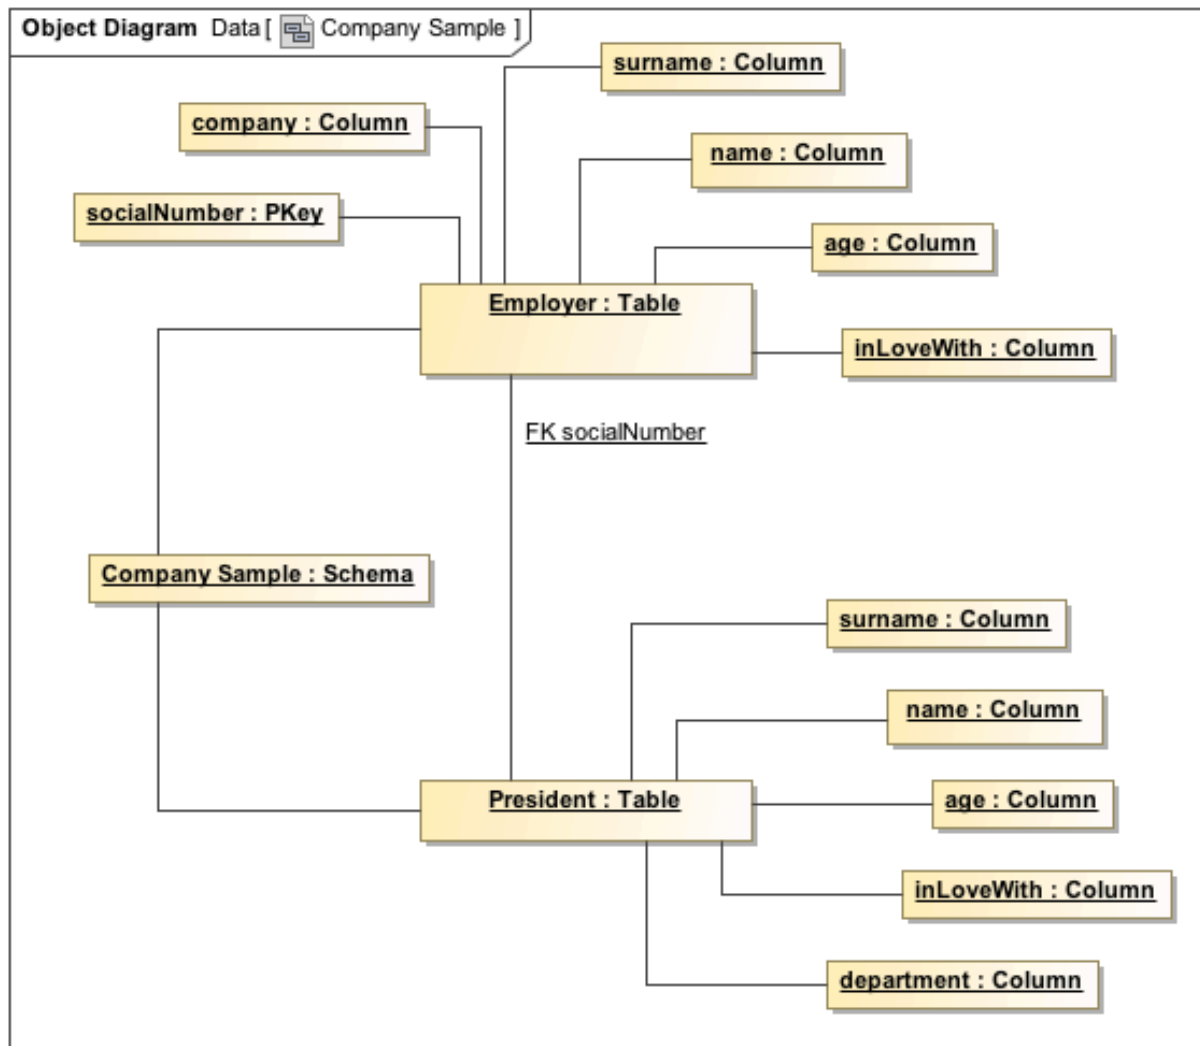 Object Diagram Data [ Company Sample ]
surname : Column
company : Column
name : Column
socialNumber : PKey
age : Column
Employer : Table
inLoveWith : Column
FK socialNumber
Company Sample : Schema
surname : Column
name : Column
President : Table
age : Column
inLoveWith : Column
department : Column